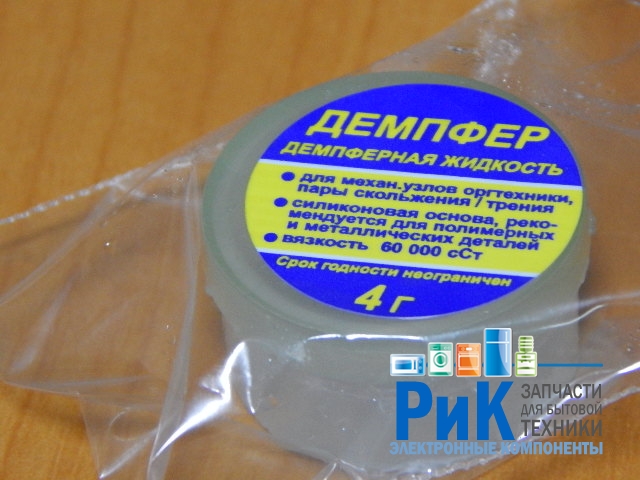 ДЕМПФЕР
ДЕМПФЕРНАЯ ЖИДКОСТЬ
• для механ.узлов оргтехники,
пары скольжения / трения
• силиконовая основа, реко-
мендуется для полимерных
и металлических деталей
• вязкость 60 000 сСт
Срок годности неограничен
4 г
РиК
ЗАПЧАСТИ
ДЛЯ БЫТОВОЙ
ТЕХНИКИ
ЭЛЕКТРОННЫЕ КОМПОНЕНТЫ